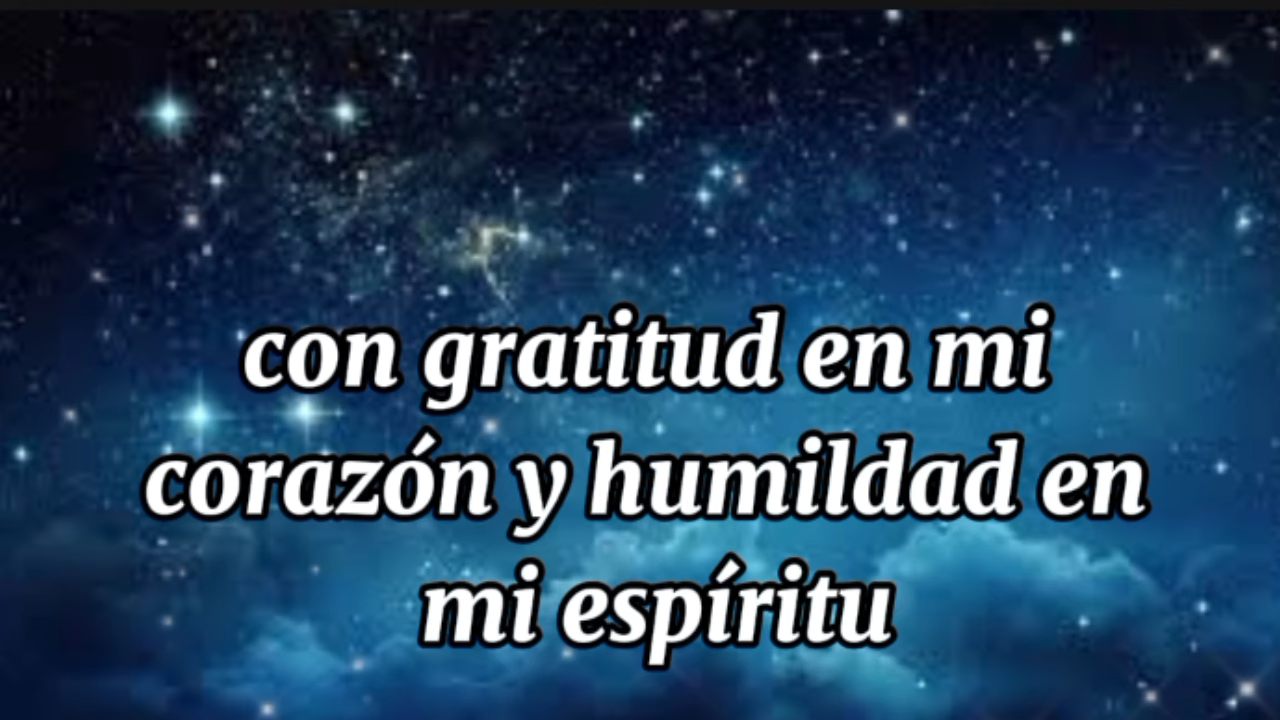 con gratitud en mi
corazón y humildad en
mi espíritu